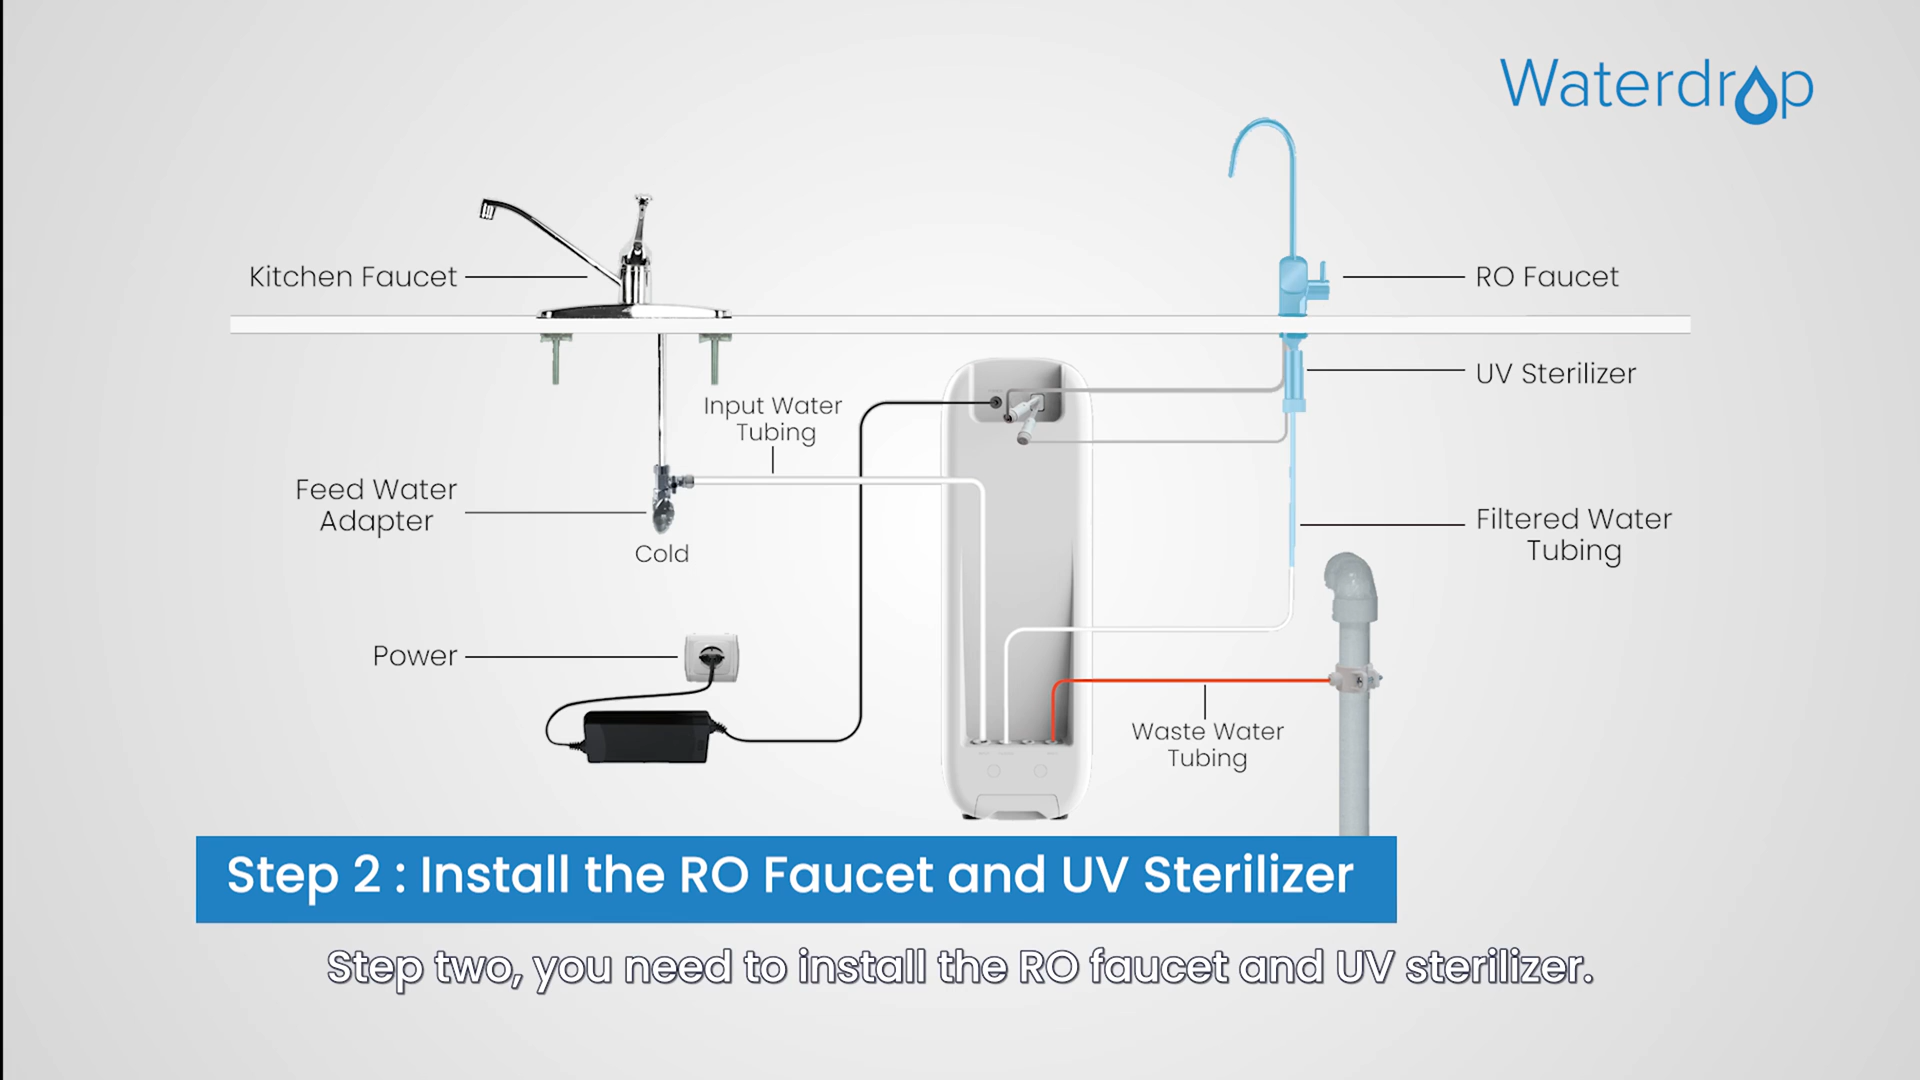 Waterdrop
Kitchen Faucet
RO Faucet
UV Sterilizer
Input Water
Tubing
Feed Water
Adapter
Cold
Filtered Water
Tubing
Power
Waste Water
Tubing
Step 2 : Install the RO Faucet and UV Sterilizer
Step two, you need to install the RO faucet and UV sterilizer.